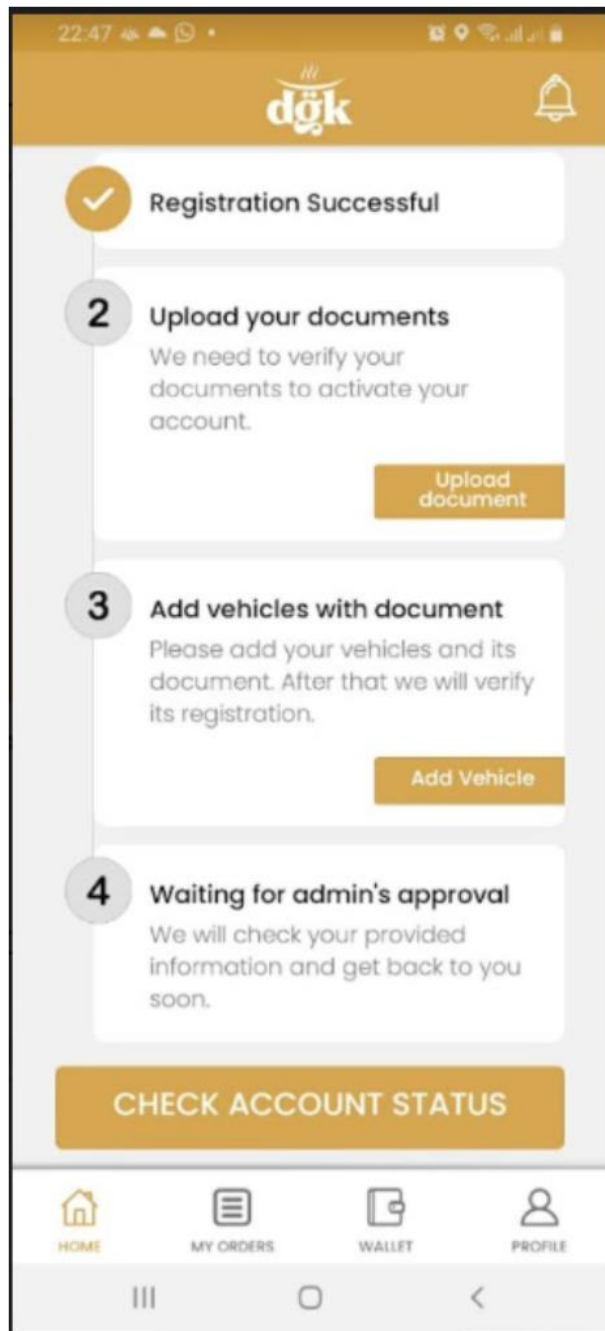 22:47
dgk
Registration Successful
2
Upload your documents
We need to verify your
documents to activate your
account.
Upload
document
3
Add vehicles with document
Please add your vehicles and its
document. After that we will verify
its registration.
Add Vehicle
4
Waiting for admin's approval
We will check your provided
information and get back to you
soon.
CHECK ACCOUNT STATUS
HOME
MY ORDERS
WALLET
PROFILE